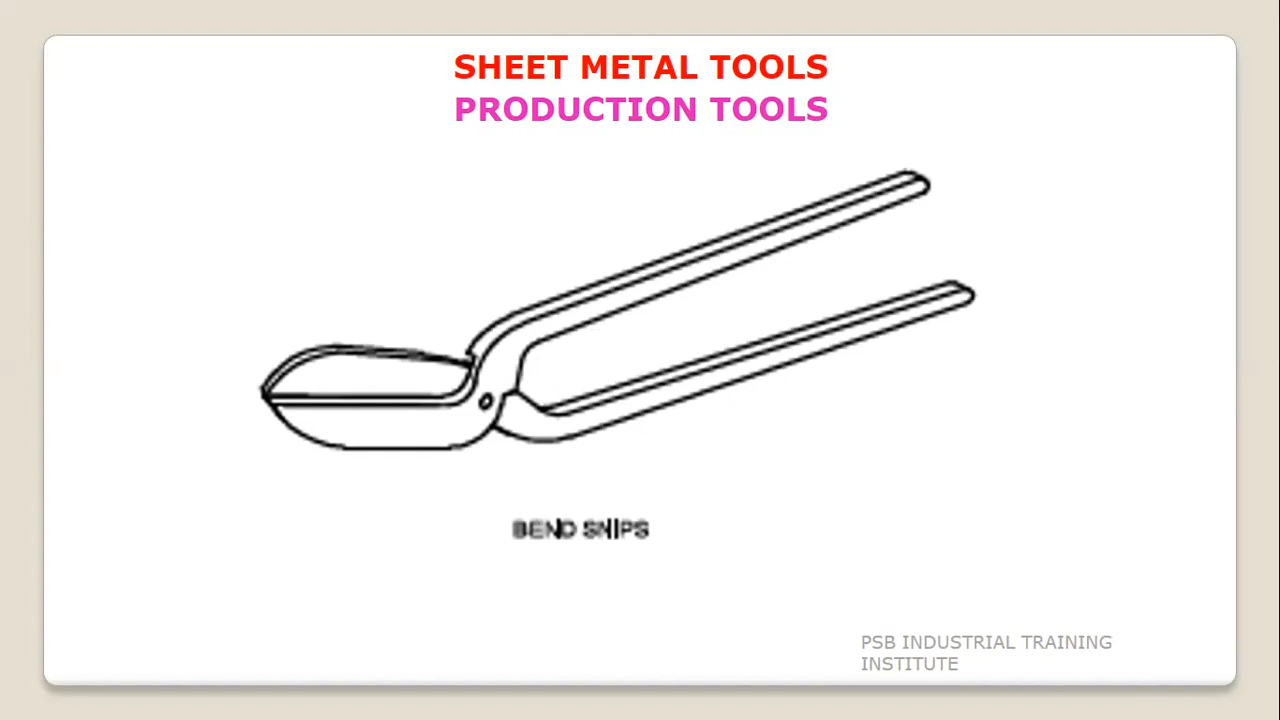 SHEET METAL TOOLS
PRODUCTION TOOLS
BEND SNIPS
PSB INDUSTRIAL TRAINING
INSTITUTE